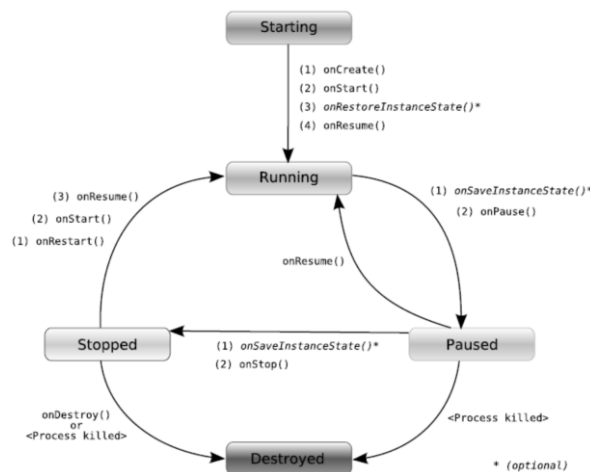 Starting
(1) onCreate()
(2) onStart()
(3) onRestoreInstanceState()*
(4) onResume()
Running
(3) onResume()
(2) onStart()
(1) onRestart()
(1) onSaveInstanceState()*
(2) onPause()
onResume()
Stopped
(1) onSaveInstanceState()*
(2) onStop()
Paused
onDestroy()
or
<Process killed>
<Process killed>
Destroyed
* (optional)